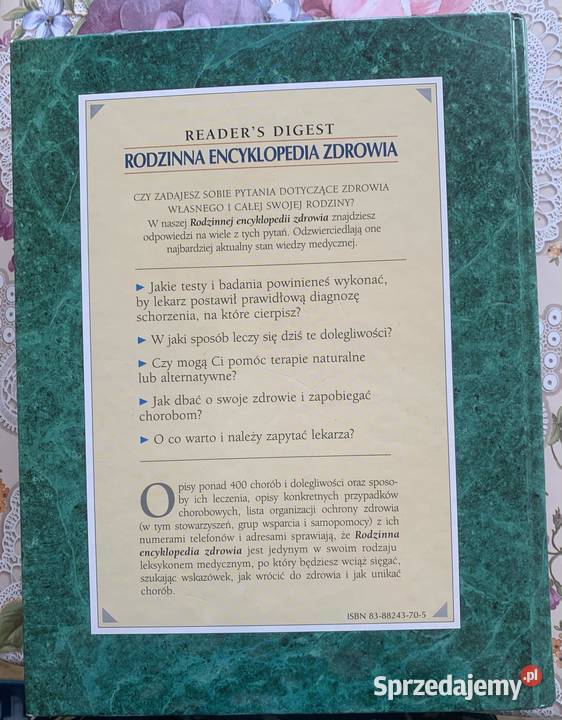 READER'S DIGEST
RODZINNA ENCYKLOPEDIA ZDROWIA
CZY ZADAJESZ SOBIE PYTANIA DOTYCZĄCE ZDROWIA
WŁASNEGO I CAŁEJ SWOJEJ RODZINY?
W naszej Rodzinnej encyklopedii zdrowia znajdziesz
odpowiedzi na wiele z tych pytań. Odzwierciedlają one
najbardziej aktualny stan wiedzy medycznej.
► Jakie testy i badania powinieneś wykonać,
by lekarz postawił prawidłową diagnozę
schorzenia, na które cierpisz?
► W jaki sposób leczy się dziś te dolegliwości?
► Czy mogą Ci pomóc terapie naturalne
lub alternatywne?
► Jak dbać o swoje zdrowie i zapobiegać
chorobom?
► O co warto i należy zapytać lekarza?
Opisy ponad 400 chorób i dolegliwości oraz sposo-
by ich leczenia, opisy konkretnych przypadków
chorobowych, lista organizacji ochrony zdrowia
(w tym stowarzyszeń, grup wsparcia i samopomocy) z ich
numerami telefonów i adresami sprawiają, że Rodzinna
encyklopedia zdrowia jest jedynym w swoim rodzaju
leksykonem medycznym, po który będziesz wciąż sięgać,
szukając wskazówek, jak wrócić do zdrowia i jak unikać
chorób.
ISBN 83-88243-70-5
Sprzedajemy.pl